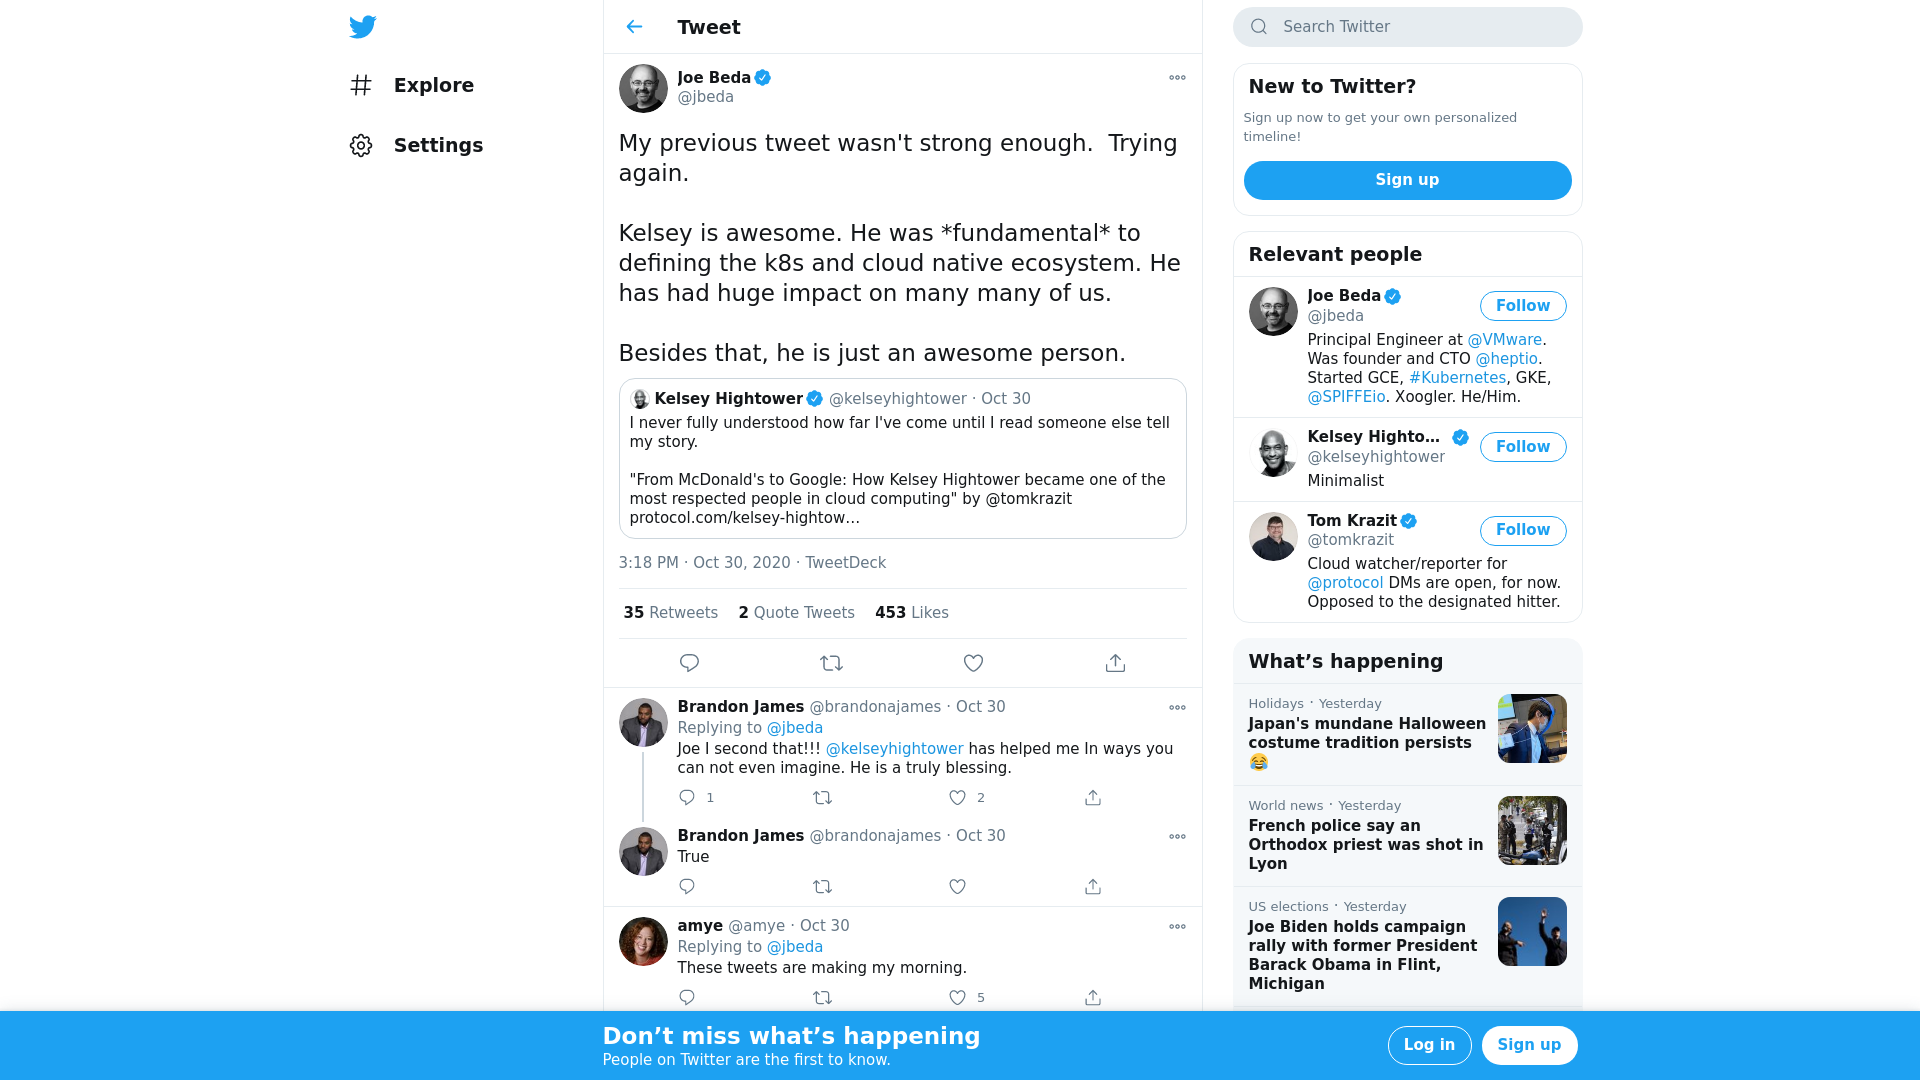 Explore
Settings
Tweet
Joe Beda
@jbeda
My previous tweet wasn't strong enough.  Trying
again.
Kelsey is awesome. He was *fundamental* to
defining the k8s and cloud native ecosystem. He
has had huge impact on many many of us.
Besides that, he is just an awesome person.
Kelsey Hightower @kelseyhightower · Oct 30
I never fully understood how far I've come until I read someone else tell
my story.
"From McDonald's to Google: How Kelsey Hightower became one of the
most respected people in cloud computing" by @tomkrazit
protocol.com/kelsey-hightow…
3:18 PM · Oct 30, 2020 · TweetDeck
35 Retweets 2 Quote Tweets 453 Likes
Brandon James @brandonajames · Oct 30
Replying to @jbeda
Joe I second that!!! @kelseyhightower has helped me In ways you
can not even imagine. He is a truly blessing.
1 2
Brandon James @brandonajames · Oct 30
True
amye @amye · Oct 30
Replying to @jbeda
These tweets are making my morning.
5
Search Twitter
New to Twitter?
Sign up now to get your own personalized
timeline!
Sign up
Relevant people
Joe Beda
@jbeda
Follow
Principal Engineer at @VMware.
Was founder and CTO @heptio.
Started GCE, #Kubernetes, GKE,
@SPIFFEio. Xoogler. He/Him.
Kelsey Highto…
@kelseyhightower
Follow
Minimalist
Tom Krazit
@tomkrazit
Follow
Cloud watcher/reporter for
@protocol DMs are open, for now.
Opposed to the designated hitter.
What’s happening
Holidays · Yesterday
Japan's mundane Halloween
costume tradition persists
😂
World news · Yesterday
French police say an
Orthodox priest was shot in
Lyon
US elections · Yesterday
Joe Biden holds campaign
rally with former President
Barack Obama in Flint,
Michigan
Don’t miss what’s happening
People on Twitter are the first to know.
Log in
Sign up